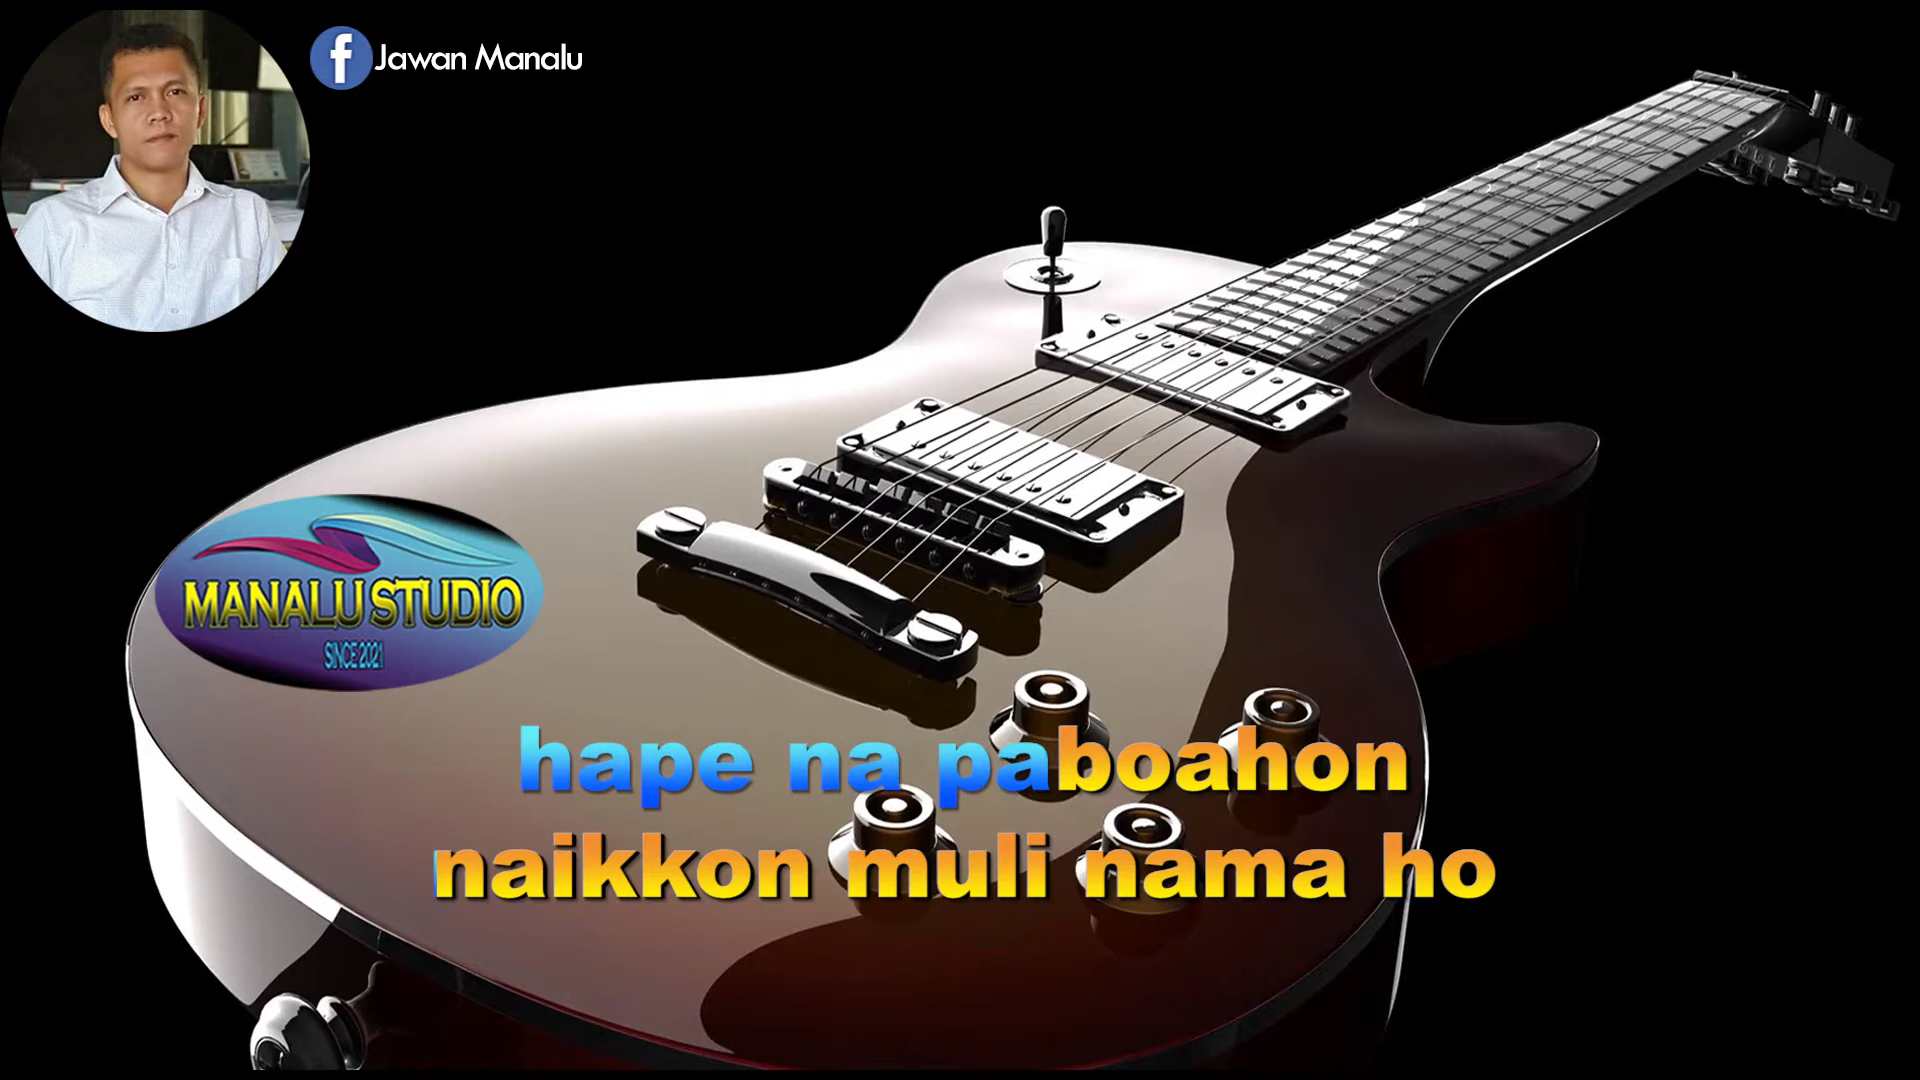 Jawan Manalu
MANALU STUDIO
SINCE 2021
hape na paboahon
naikkon muli nama ho